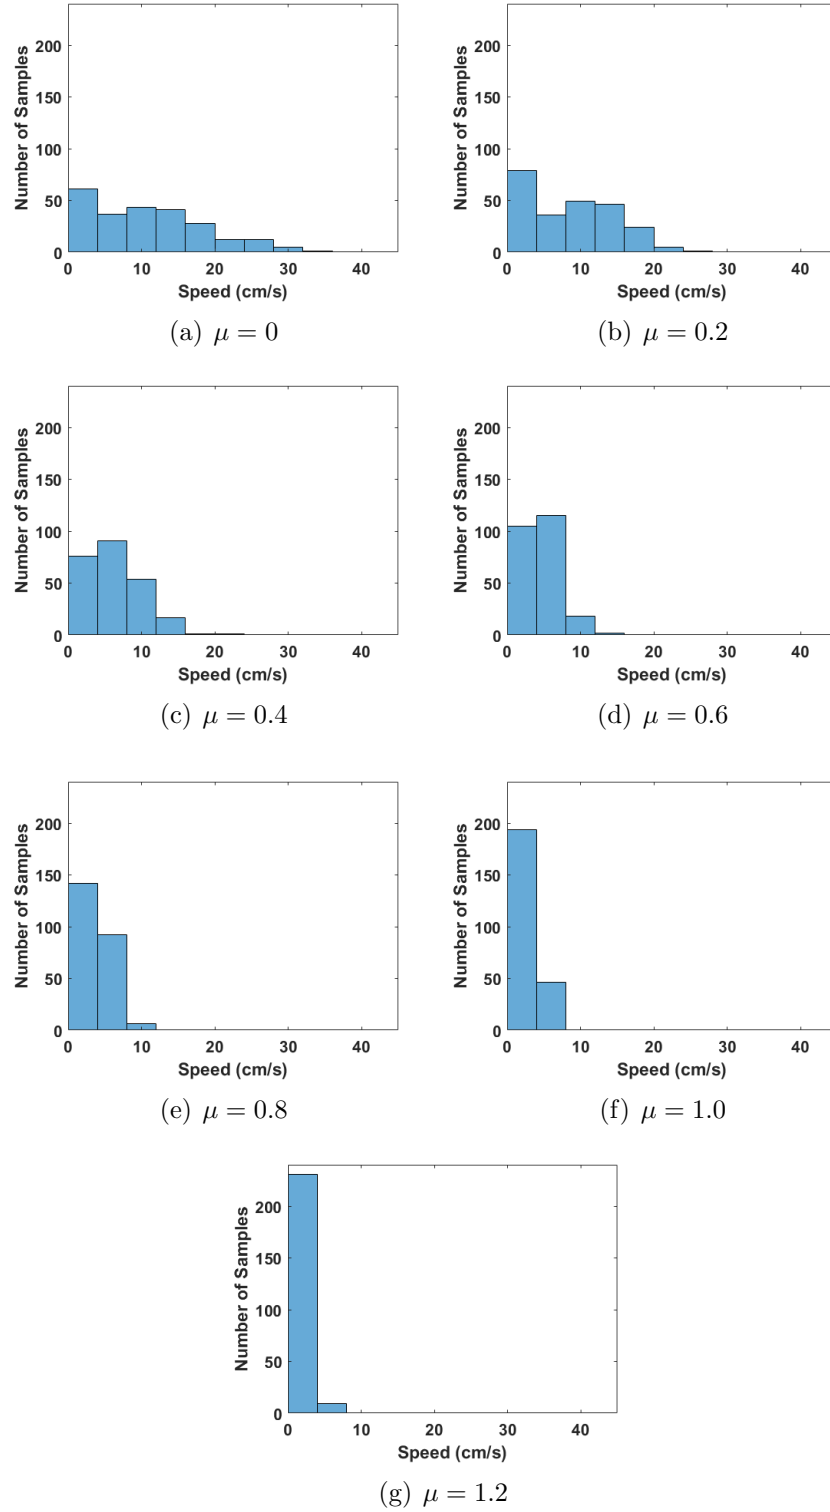 Number of Samples
200
150
100
50
0
0 10 20 30 40
Speed (cm/s)
(a) μ = 0
Number of Samples
200
150
100
50
0
0 10 20 30 40
Speed (cm/s)
(b) μ = 0.2
Number of Samples
200
150
100
50
0
0 10 20 30 40
Speed (cm/s)
(c) μ = 0.4
Number of Samples
200
150
100
50
0
0 10 20 30 40
Speed (cm/s)
(d) μ = 0.6
Number of Samples
200
150
100
50
0
0 10 20 30 40
Speed (cm/s)
(e) μ = 0.8
Number of Samples
200
150
100
50
0
0 10 20 30 40
Speed (cm/s)
(f) μ = 1.0
Number of Samples
200
150
100
50
0
0 10 20 30 40
Speed (cm/s)
(g) μ = 1.2